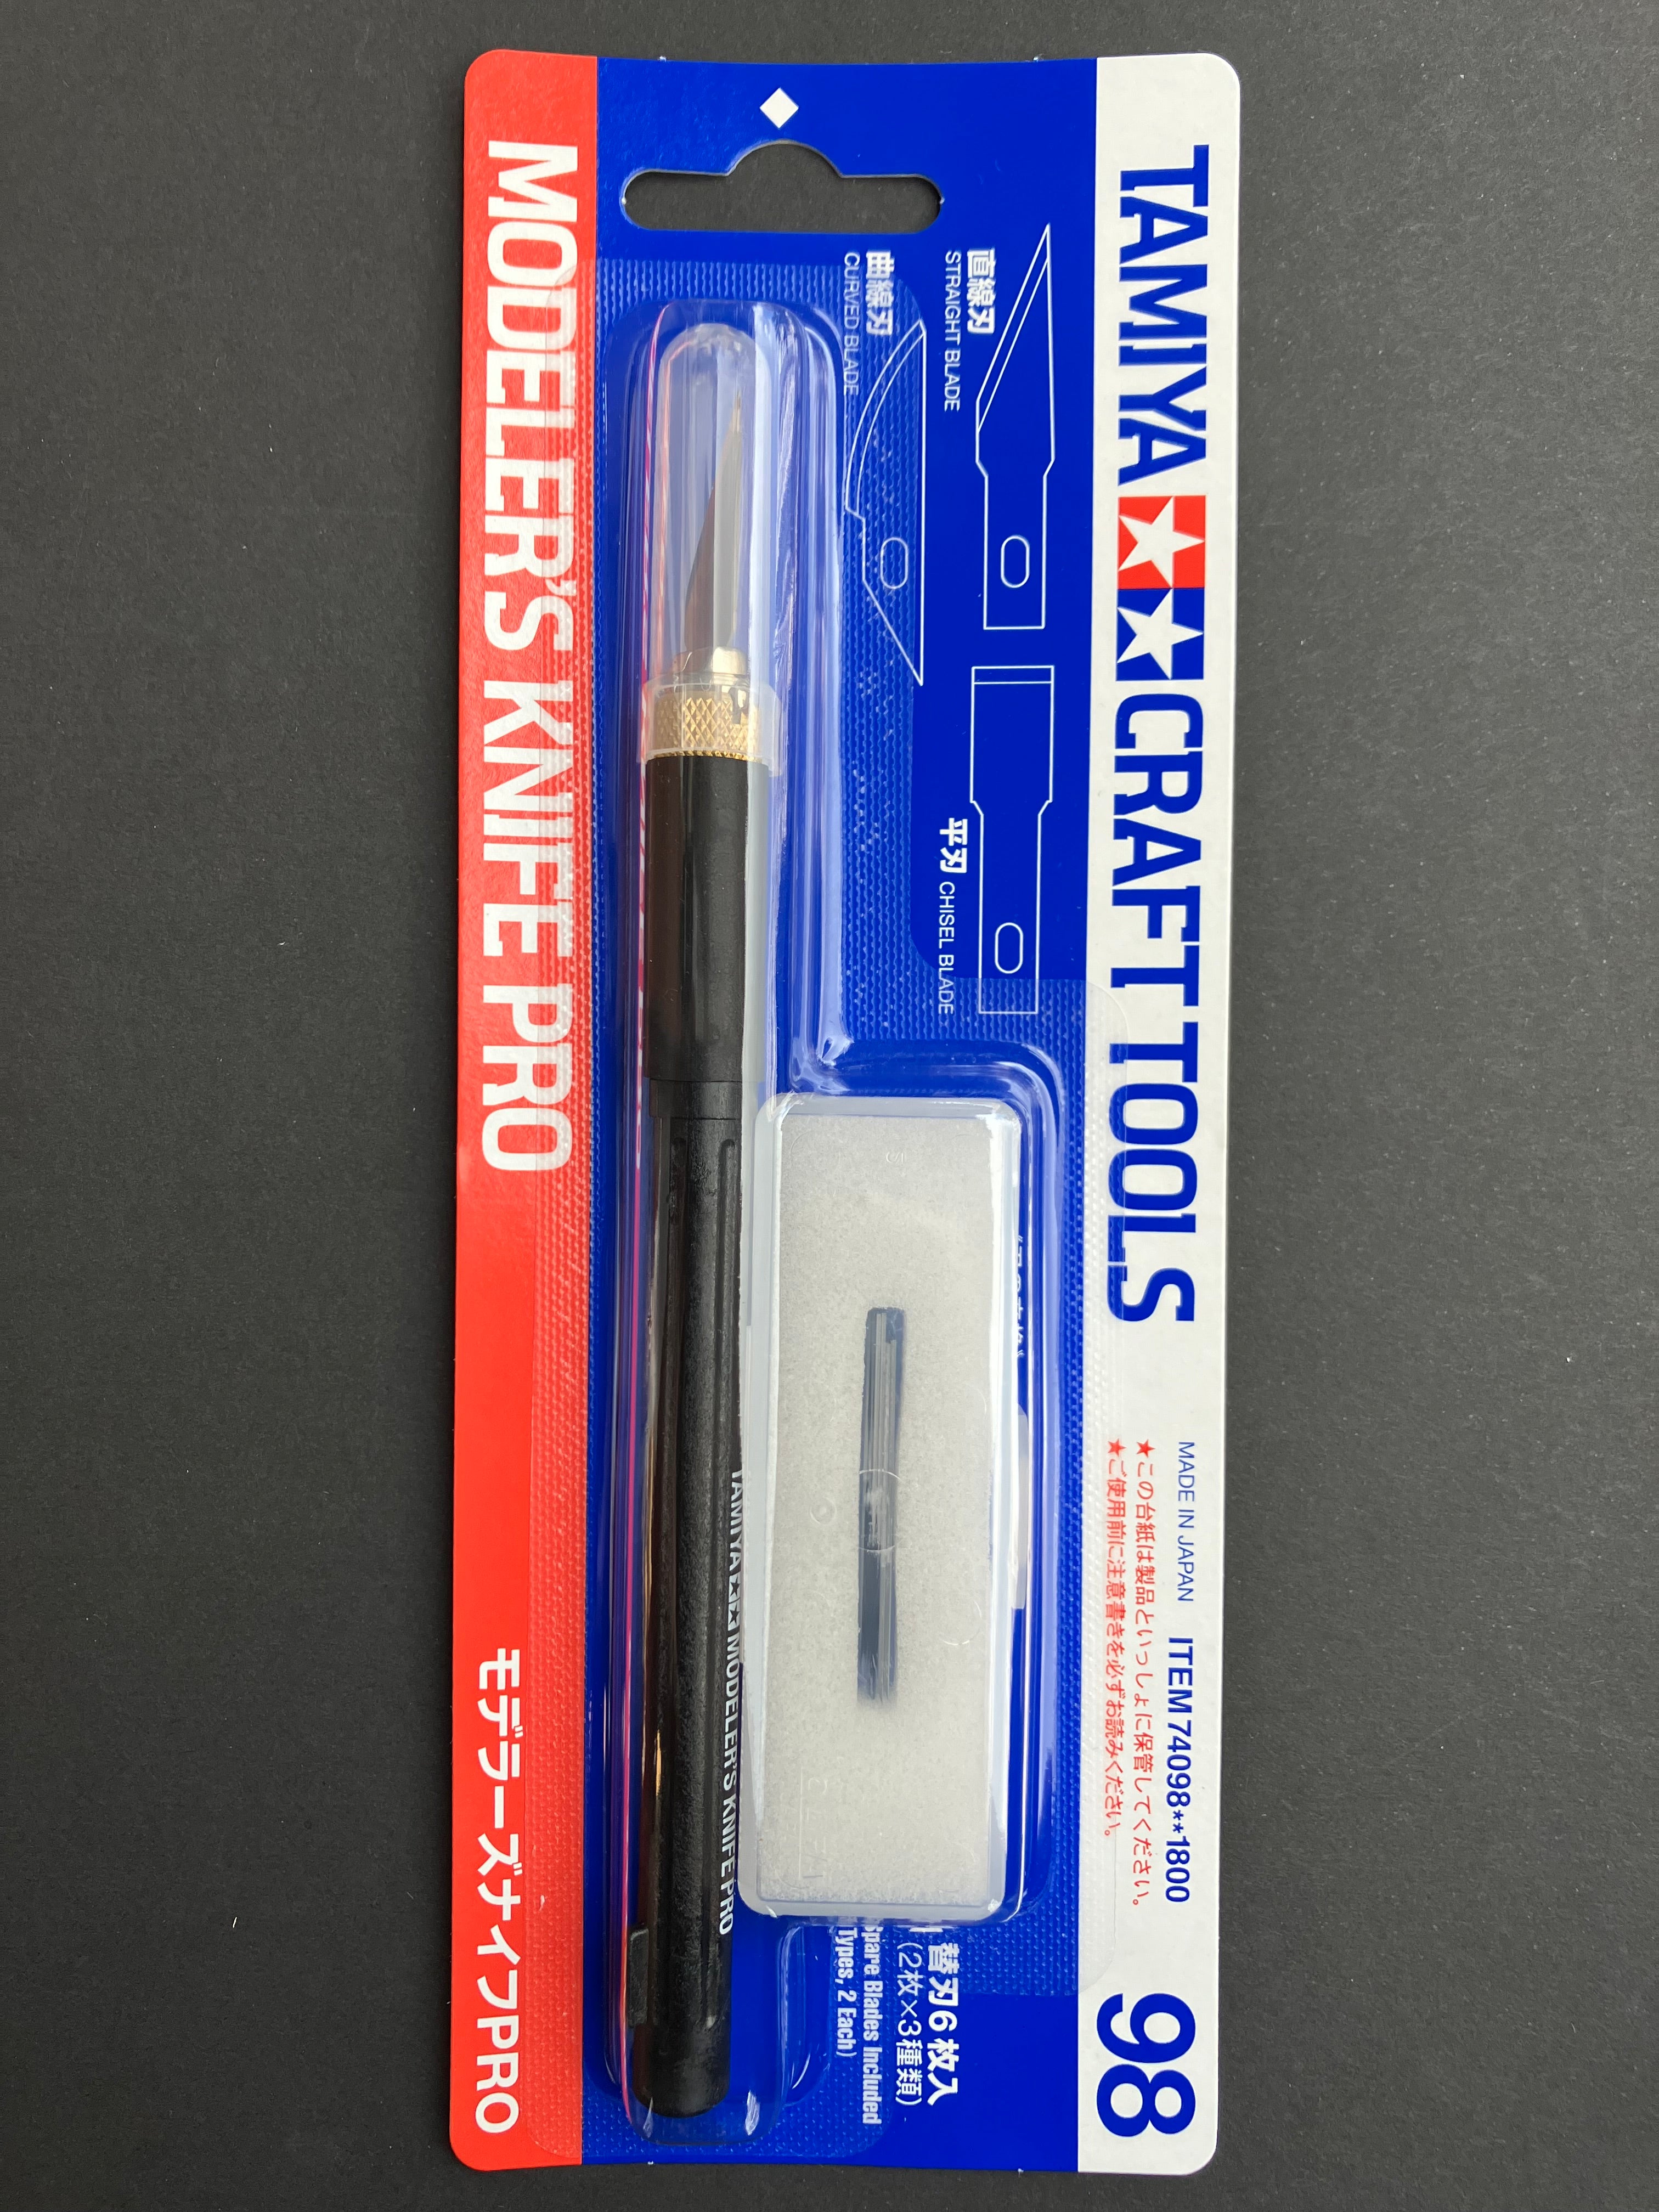 TAMIYA CRAFT TOOLS
MADE IN JAPAN ITEM 74098**1800
★この台紙は製品といっしょに保管してください。
★ご使用前に注意書きを必ずお読みください。
98
直線刃
STRAIGHT BLADE
曲線刃
CURVED BLADE
平刃 CHISEL BLADE
替刃6枚入
(2枚×3種類)
Spare Blades Included
Types, 2 Each)
TAMIYA★★MODELER'S KNIFE PRO
MODELER'S KNIFE PRO
モデラーズナイフPRO